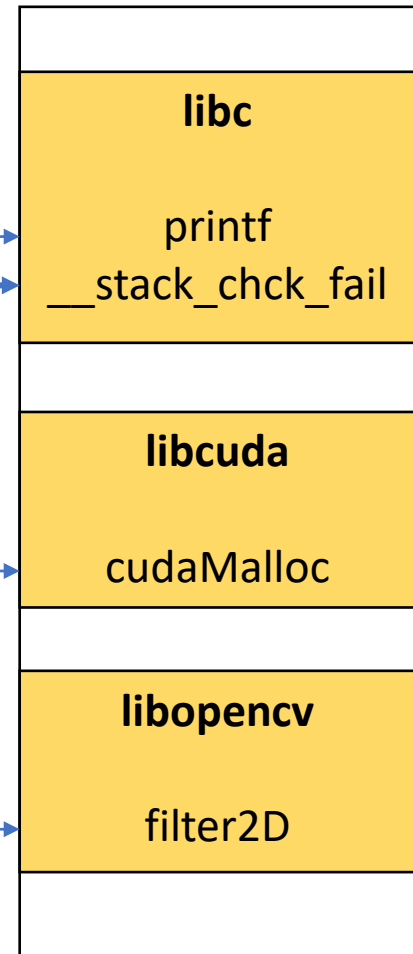 libc
printf
__stack_chck_fail
libcuda
cudaMalloc
libopencv
filter2D